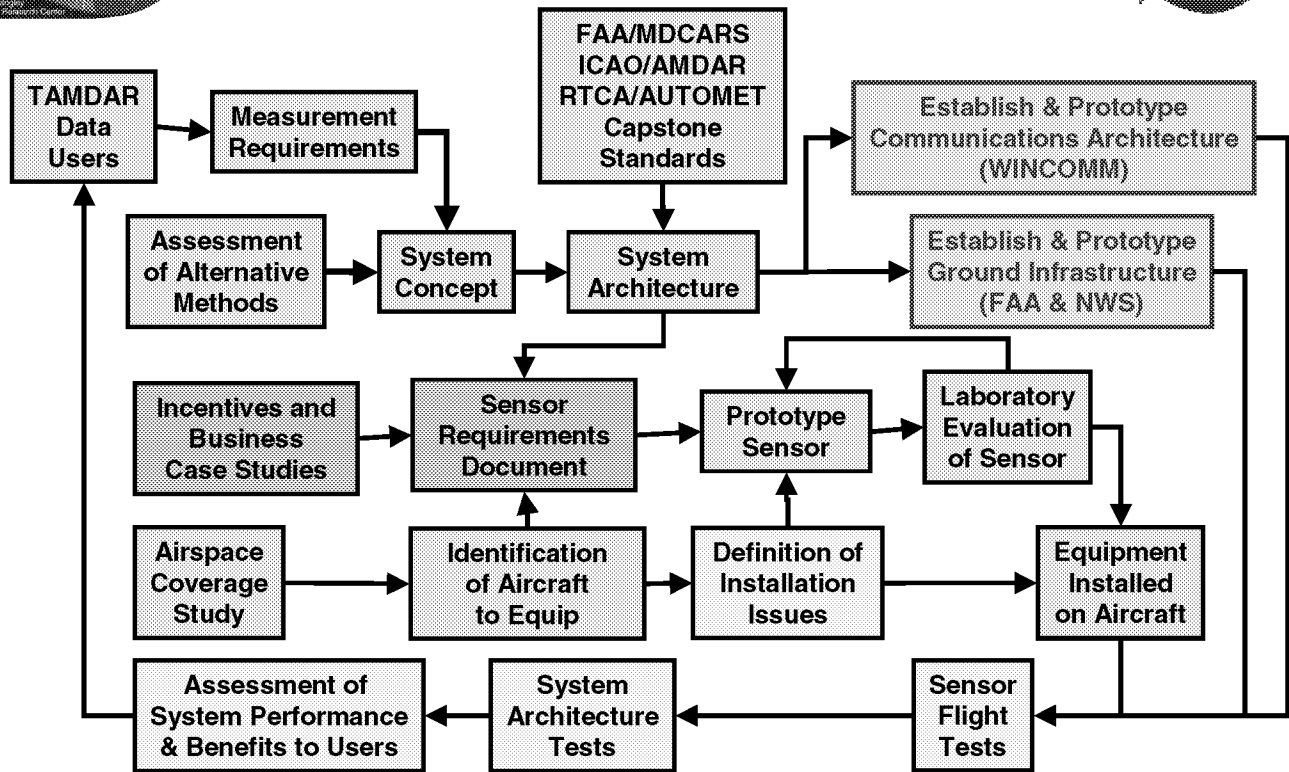 Research Center
FAA/MDCARS
ICAO/AMDAR
RTCA/AUTOMET
Capstone
Standards
TAMDAR
Data
Users
Measurement
Requirements
Establish & Prototype
Communications Architecture
(WINCOMM)
Assessment
of Alternative
Methods
System
Concept
System
Architecture
Establish & Prototype
Ground Infrastructure
(FAA & NWS)
Incentives and
Business
Case Studies
Sensor
Requirements
Document
Prototype
Sensor
Laboratory
Evaluation
of Sensor
Airspace
Coverage
Study
Identification
of Aircraft
to Equip
Definition of
Installation
Issues
Equipment
Installed
on Aircraft
Assessment of
System Performance
& Benefits to Users
System
Architecture
Tests
Sensor
Flight
Tests